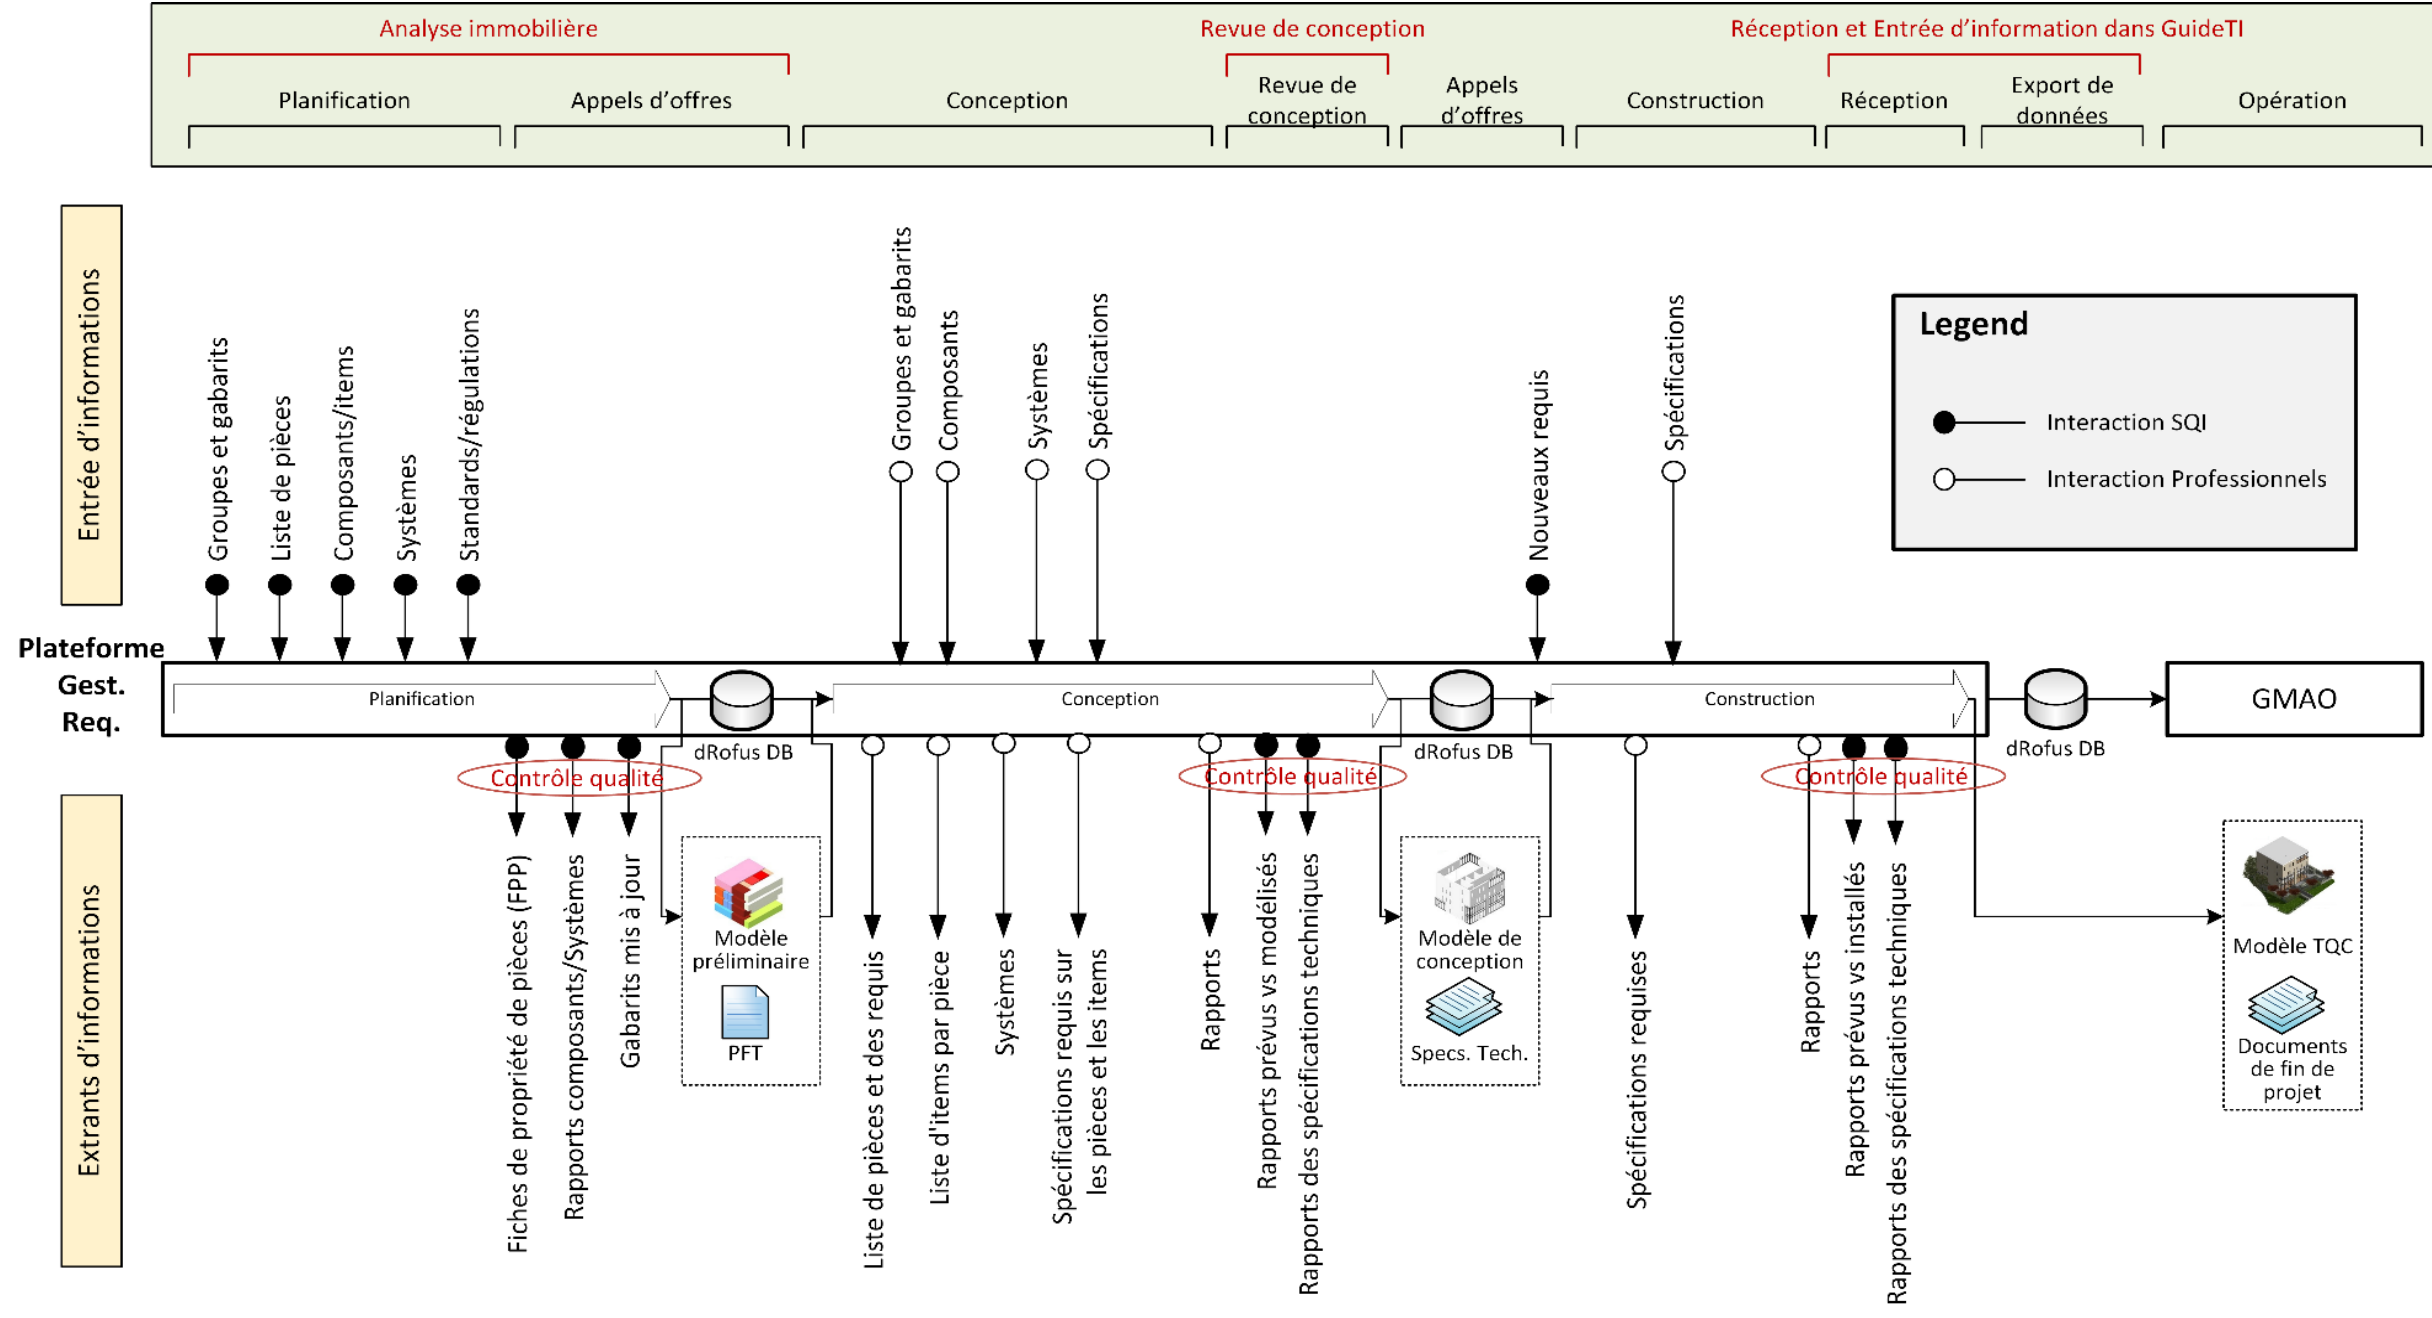 Analyse immobilière
Revue de conception
Réception et Entrée d’information dans GuideTI
Planification
Appels d’offres
Conception
Revue de
conception
Appels
d’offres
Construction
Réception
Export de
données
Opération
Entrée d’informations
Groupes et gabarits
Liste de pièces
Composants/items
Systèmes
Standards/régulations
Groupes et gabarits
Composants
Systèmes
Spécifications
Nouveaux requis
Spécifications
Legend
Interaction SQI
Interaction Professionnels
Plateforme
Gest.
Req.
Planification
dRofus DB
Conception
dRofus DB
Construction
dRofus DB
GMAO
Contrôle qualité
Contrôle qualité
Contrôle qualité
Extrants d’informations
Fiches de propriété de pièces (FPP)
Rapports composants/Systèmes
Gabarits mis à jour
Modèle
préliminaire
PFT
Liste de pièces et des requis
Liste d'items par pièce
Systèmes
Spécifications requis sur
les pièces et les items
Rapports
Rapports prévus vs modélisés
Rapports des spécifications techniques
Modèle de
conception
Specs. Tech.
Spécifications requises
Rapports
Rapports prévus vs installés
Rapports des spécifications techniques
Modèle TQC
Documents
de fin de
projet